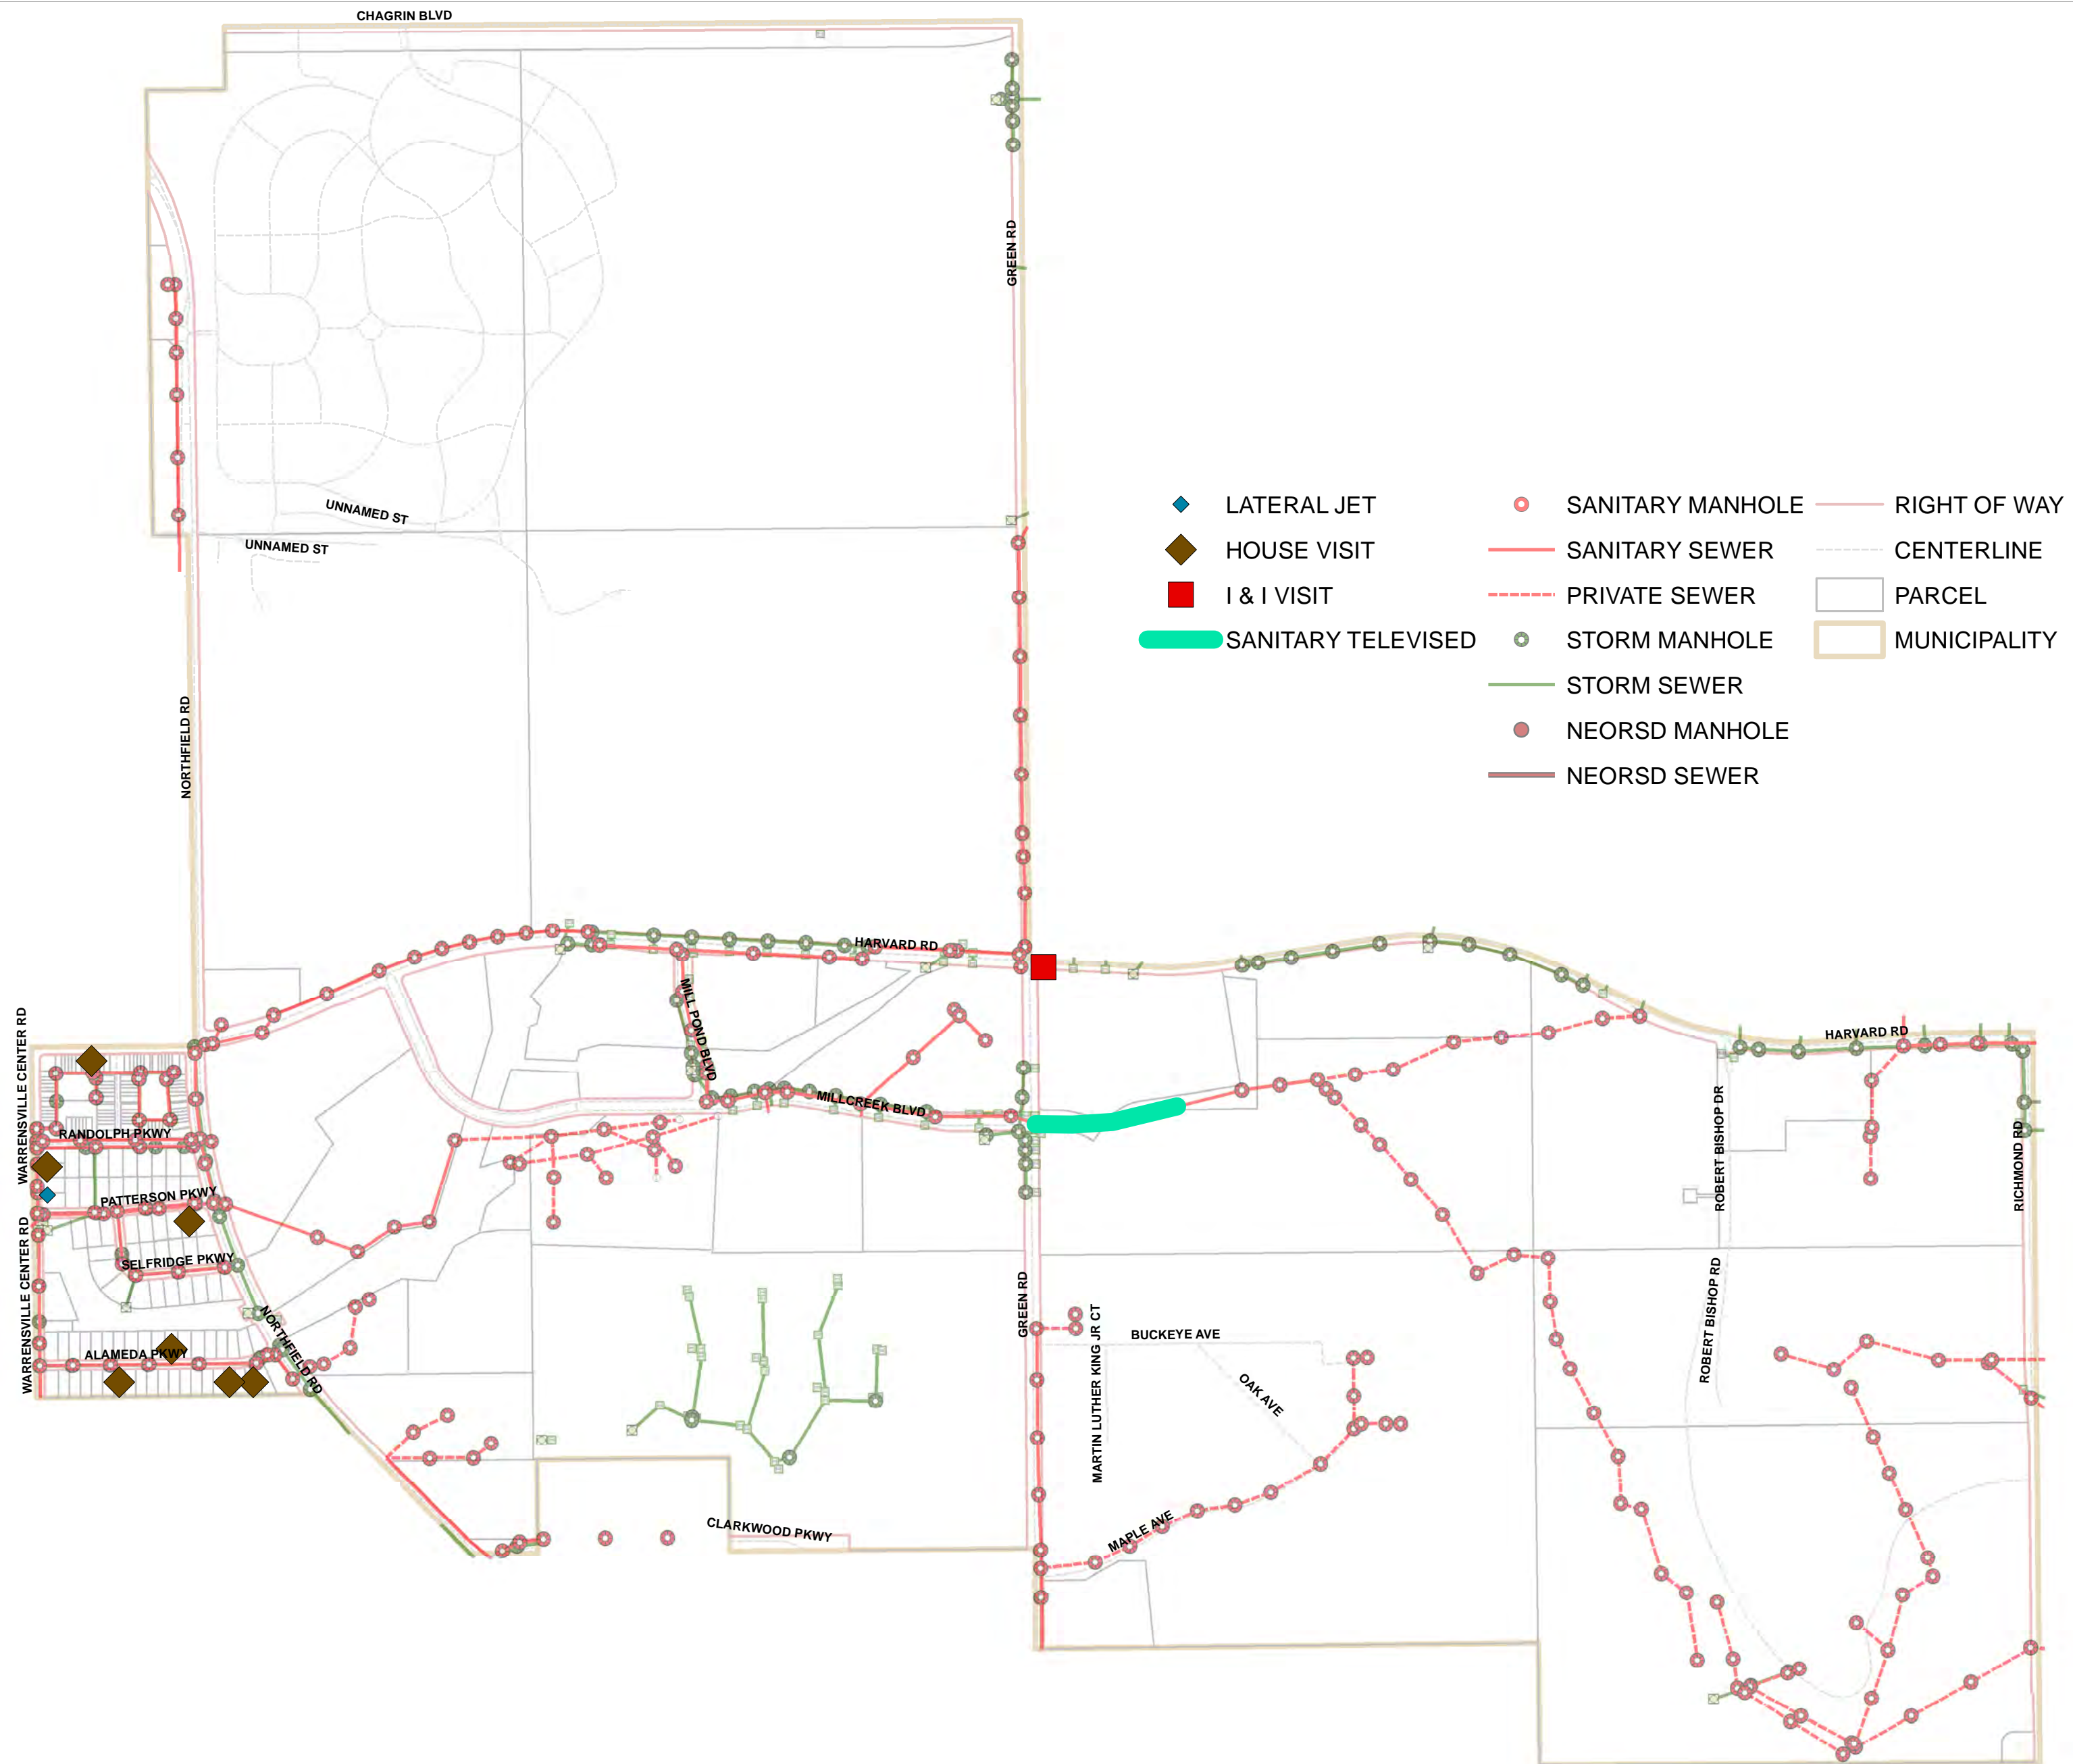 CHAGRIN BLVD
GREEN RD
UNNAMED ST
UNNAMED ST
NORTHFIELD RD
LATERAL JET
HOUSE VISIT
I & I VISIT
SANITARY TELEVISED
SANITARY MANHOLE
SANITARY SEWER
PRIVATE SEWER
STORM MANHOLE
STORM SEWER
NEORSD MANHOLE
NEORSD SEWER
RIGHT OF WAY
CENTERLINE
PARCEL
MUNICIPALITY
HARVARD RD
MILL POND BLVD
MILLCREEK BLVD
HARVARD RD
WARRENSVILLE CENTER RD
RANDOLPH PKWY
PATTERSON PKWY
SELFRIDGE PKWY
WARRENSVILLE CENTER RD
ALAMEDA PKWY
NORTHFIELD RD
ROBERT BISHOP DR
RICHMOND RD
ROBERT BISHOP RD
GREEN RD
MARTIN LUTHER KING JR CT
BUCKEYE AVE
OAK AVE
MAPLE AVE
CLARKWOOD PKWY